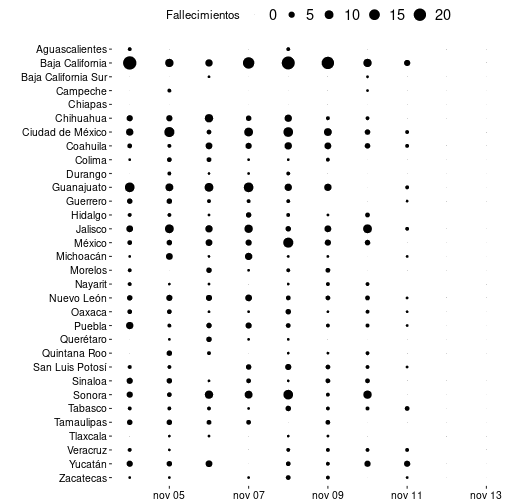 Fallecimientos 0 5 10 15 20
Aguascalientes
Baja California
Baja California Sur
Campeche
Chiapas
Chihuahua
Ciudad de México
Coahuila
Colima
Durango
Guanajuato
Guerrero
Hidalgo
Jalisco
México
Michoacán
Morelos
Nayarit
Nuevo León
Oaxaca
Puebla
Querétaro
Quintana Roo
San Luis Potosí
Sinaloa
Sonora
Tabasco
Tamaulipas
Tlaxcala
Veracruz
Yucatán
Zacatecas
nov 05 nov 07 nov 09 nov 11 nov 13